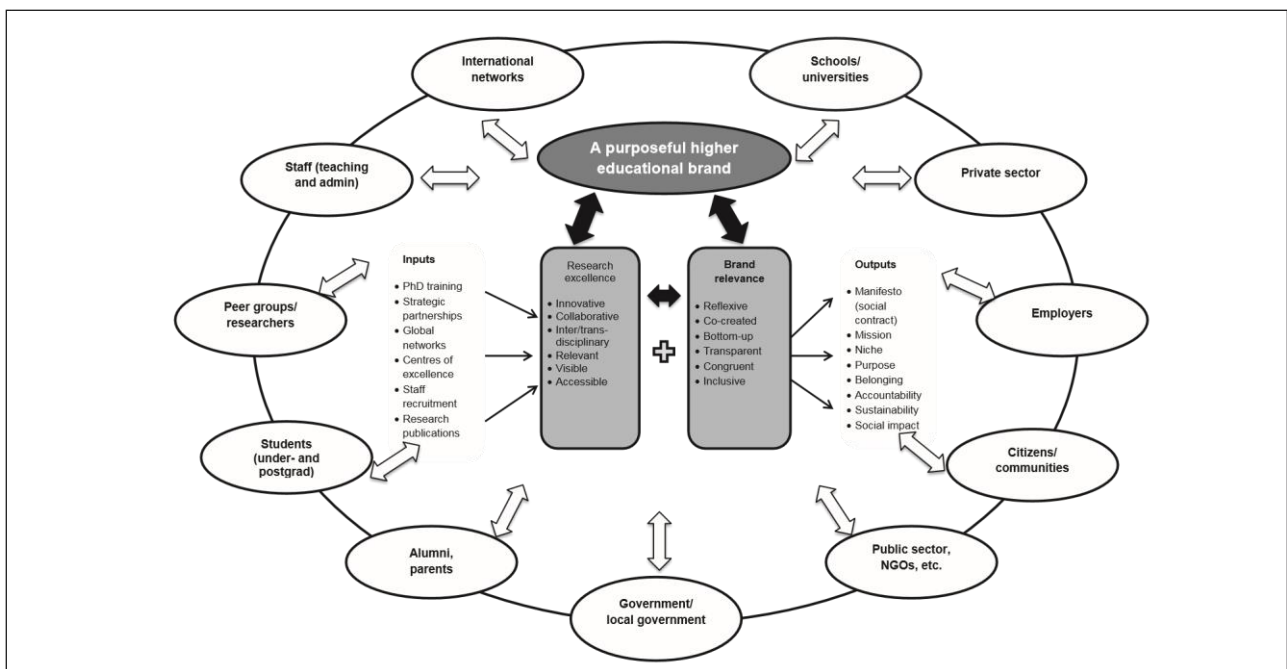 International
networks
Schools/
universities
A purposeful higher
educational brand
Staff (teaching
and admin)
Private sector
Inputs
• PhD training
• Strategic
partnerships
• Global
networks
• Centres of
excellence
• Staff
recruitment
• Research
publications
Research
excellence
• Innovative
• Collaborative
• Inter/trans-
disciplinary
• Relevant
• Visible
• Accessible
Brand
relevance
• Reflexive
• Co-created
• Bottom-up
• Transparent
• Congruent
• Inclusive
Outputs
• Manifesto
(social
contract)
• Mission
• Niche
• Purpose
• Belonging
• Accountability
• Sustainability
• Social impact
Peer groups/
researchers
Employers
Students
(under- and
postgrad)
Citizens/
communities
Alumni,
parents
Public sector,
NGOs, etc.
Government/
local government